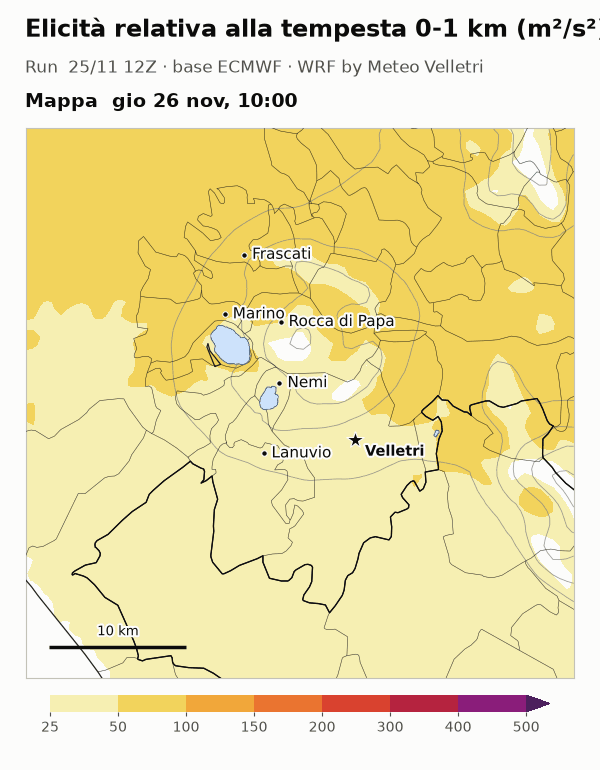 Elicità relativa alla tempesta 0-1 km (m²/s²)
Run 25/11 12Z · base ECMWF · WRF by Meteo Velletri
Mappa gio 26 nov, 10:00
Frascati
Marino
Rocca di Papa
Nemi
Velletri
Lanuvio
10 km
25 50 100 150 200 300 400 500